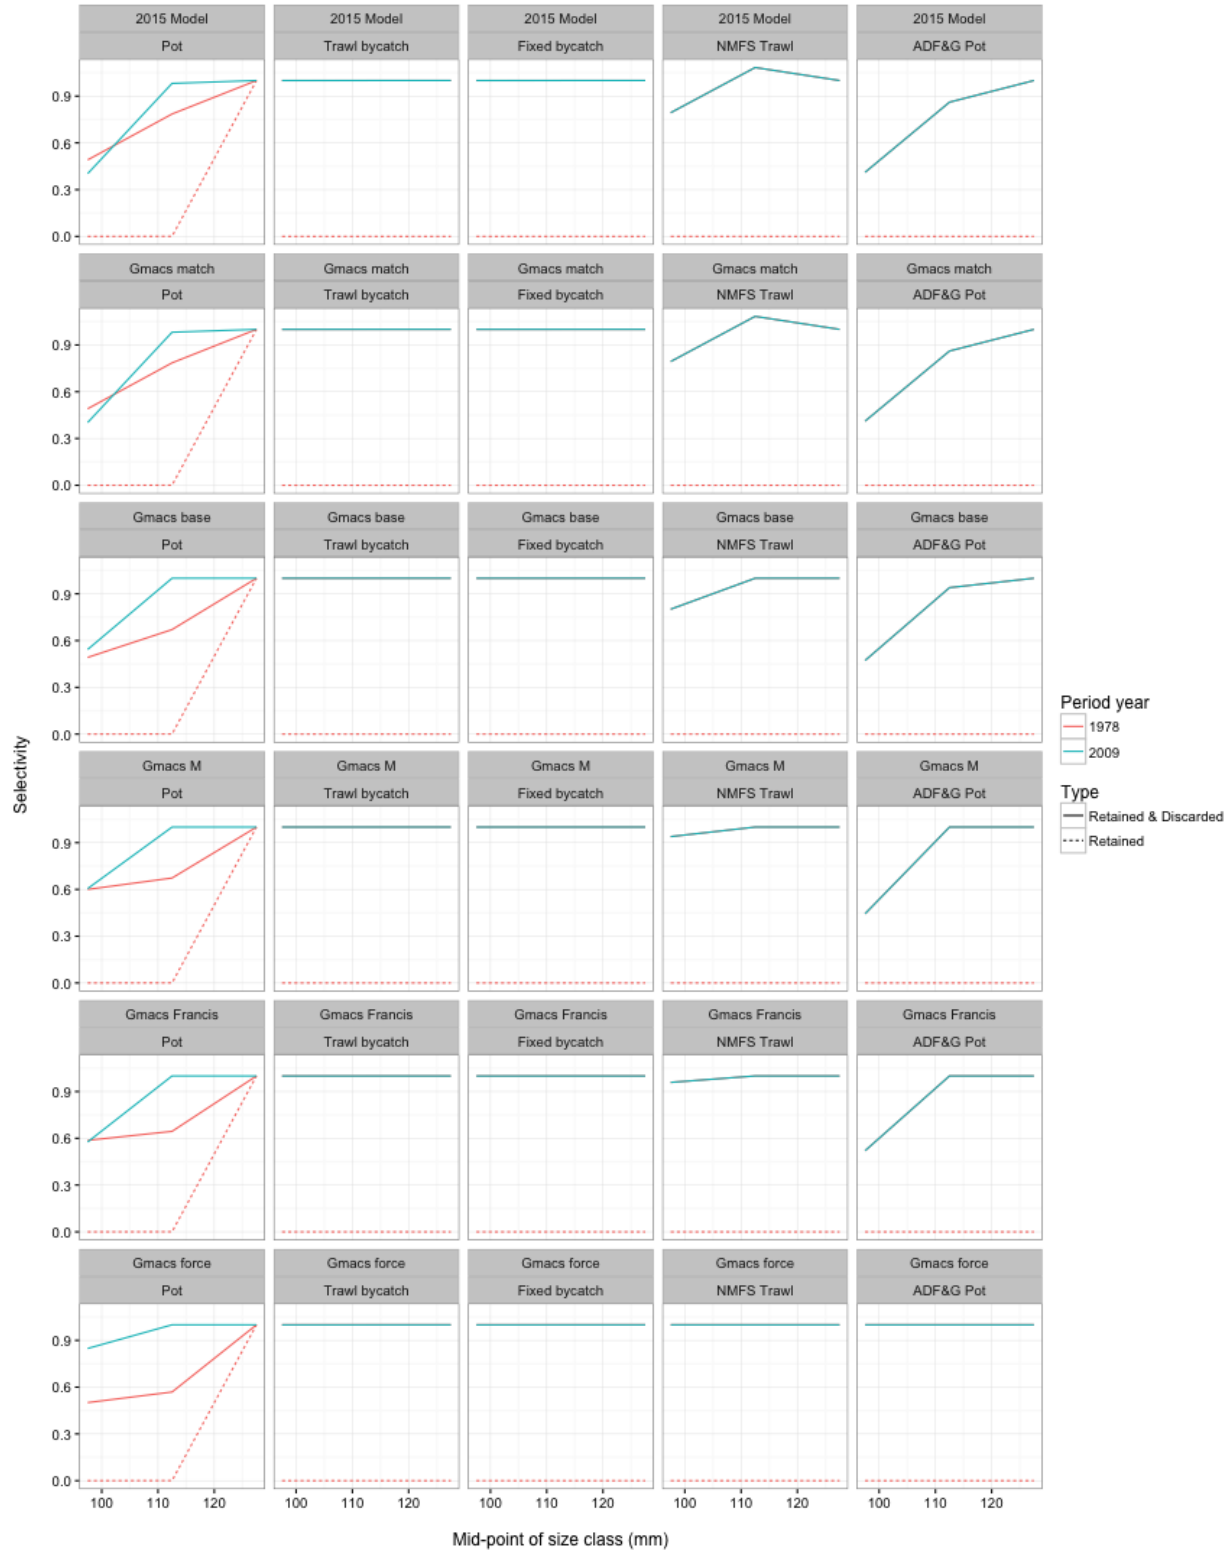 2015 Model 2015 Model 2015 Model 2015 Model 2015 Model
Pot Trawl bycatch Fixed bycatch NMFS Trawl ADF&G Pot
0.9
0.6
0.3
0.0
Gmacs match Gmacs match Gmacs match Gmacs match Gmacs match
Pot Trawl bycatch Fixed bycatch NMFS Trawl ADF&G Pot
0.9
0.6
0.3
0.0
Gmacs base Gmacs base Gmacs base Gmacs base Gmacs base
Pot Trawl bycatch Fixed bycatch NMFS Trawl ADF&G Pot
0.9
0.6
0.3
0.0
Gmacs M Gmacs M Gmacs M Gmacs M Gmacs M
Pot Trawl bycatch Fixed bycatch NMFS Trawl ADF&G Pot
0.9
0.6
0.3
0.0
Gmacs Francis Gmacs Francis Gmacs Francis Gmacs Francis Gmacs Francis
Pot Trawl bycatch Fixed bycatch NMFS Trawl ADF&G Pot
0.9
0.6
0.3
0.0
Gmacs force Gmacs force Gmacs force Gmacs force Gmacs force
Pot Trawl bycatch Fixed bycatch NMFS Trawl ADF&G Pot
0.9
0.6
0.3
0.0
100 110 120 100 110 120 100 110 120 100 110 120 100 110 120
Mid-point of size class (mm)
Selectivity
Period year
1978
2009
Type
Retained & Discarded
Retained